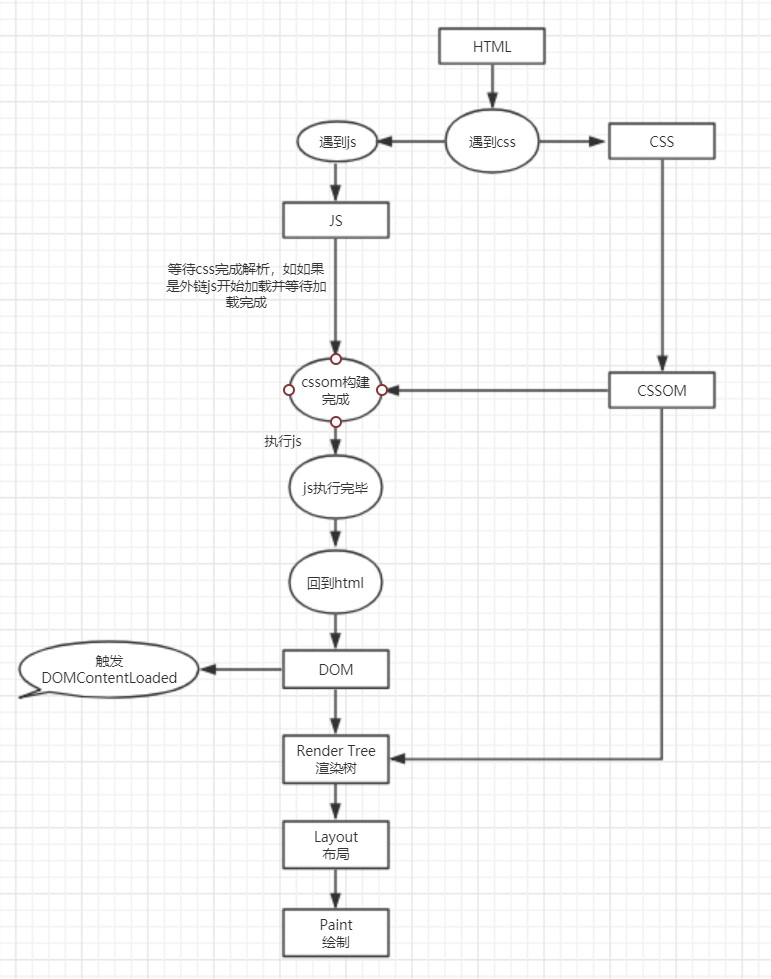 HTML
遇到js
遇到css
CSS
JS
等待css完成解析，如如果
是外链js开始加载并等待加
载完成
cssom构建
完成
CSSOM
执行js
js执行完毕
回到html
触发
DOMContentLoaded
DOM
Render Tree
渲染树
Layout
布局
Paint
绘制